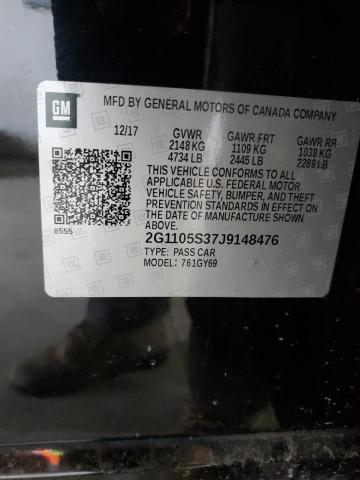 GM
MFD BY GENERAL MOTORS OF CANADA COMPANY
12/17 GVWR GAWR FRT GAWR RR
2148 KG 1109 KG 1038 KG
4734 LB 2445 LB 2289 LB
THIS VEHICLE CONFORMS TO ALL
APPLICABLE U.S. FEDERAL MOTOR
VEHICLE SAFETY, BUMPER, AND THEFT
PREVENTION STANDARDS IN EFFECT ON
THE DATE OF MANUFACTURE SHOWN
ABOVE.
8555
2G1105S37J9148476
TYPE: PASS CAR
MODEL: 761GY69